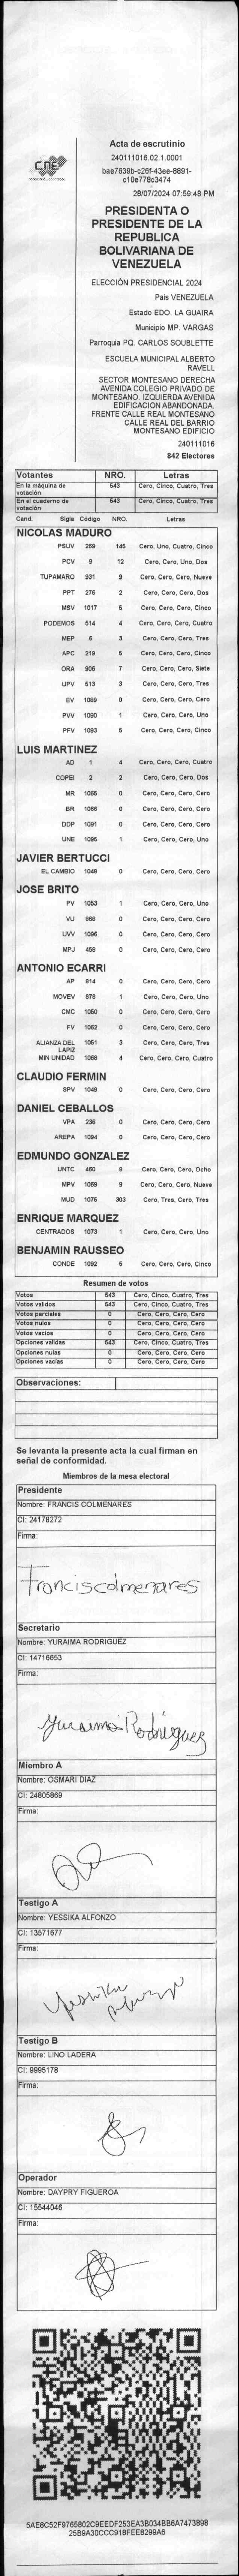 CNE
Acta de escrutinio
240111016.02.1.0001
bae7639b-c26f-43ee-8891-
c10e778c3474
28/07/2024 07:59:48 PM
PRESIDENTA O
PRESIDENTE DE LA
REPUBLICA
BOLIVARIANA DE
VENEZUELA
ELECCIÓN PRESIDENCIAL 2024
Pais VENEZUELA
Estado EDO. LA GUAIRA
Municipio MP. VARGAS
Parroquia PQ. CARLOS SOUBLETTE
ESCUELA MUNICIPAL ALBERTO
RAVELL
SECTOR MONTESANO DERECHA
AVENIDA COLEGIO PRIVADO DE
MONTESANO. IZQUIERDA AVENIDA
EDIFICACION ABANDONADA.
FRENTE CALLE REAL MONTESANO
CALLE REAL DEL BARRIO
MONTESANO EDIFICIO
240111016
842 Electores
Votantes NRO. Letras
En la máquina de votación 543 Cero, Cinco, Cuatro, Tres
En el cuaderno de votación 543 Cero, Cinco, Cuatro, Tres
Cand. Sigla Código NRO. Letras
NICOLAS MADURO
PSUV 269 145 Cero, Uno, Cuatro, Cinco
PCV 9 12 Cero, Cero, Uno, Dos
TUPAMARO 931 9 Cero, Cero, Cero, Nueve
PPT 276 2 Cero, Cero, Cero, Dos
MSV 1017 5 Cero, Cero, Cero, Cinco
PODEMOS 514 4 Cero, Cero, Cero, Cuatro
MEP 6 3 Cero, Cero, Cero, Tres
APC 219 5 Cero, Cero, Cero, Cinco
ORA 906 7 Cero, Cero, Cero, Siete
UPV 513 3 Cero, Cero, Cero, Tres
EV 1089 0 Cero, Cero, Cero, Cero
PVV 1090 1 Cero, Cero, Cero, Uno
PFV 1093 5 Cero, Cero, Cero, Cinco
LUIS MARTINEZ
AD 1 4 Cero, Cero, Cero, Cuatro
COPEI 2 2 Cero, Cero, Cero, Dos
MR 1065 0 Cero, Cero, Cero, Cero
BR 1066 0 Cero, Cero, Cero, Cero
DDP 1091 0 Cero, Cero, Cero, Cero
UNE 1095 1 Cero, Cero, Cero, Uno
JAVIER BERTUCCI
EL CAMBIO 1048 0 Cero, Cero, Cero, Cero
JOSE BRITO
PV 1053 1 Cero, Cero, Cero, Uno
VU 868 0 Cero, Cero, Cero, Cero
UVV 1096 0 Cero, Cero, Cero, Cero
MPJ 458 0 Cero, Cero, Cero, Cero
ANTONIO ECARRI
AP 914 0 Cero, Cero, Cero, Cero
MOVEV 878 1 Cero, Cero, Cero, Uno
CMC 1050 0 Cero, Cero, Cero, Cero
FV 1062 0 Cero, Cero, Cero, Cero
ALIANZA DEL LAPIZ 1051 3 Cero, Cero, Cero, Tres
MIN UNIDAD 1068 4 Cero, Cero, Cero, Cuatro
CLAUDIO FERMIN
SPV 1049 0 Cero, Cero, Cero, Cero
DANIEL CEBALLOS
VPA 236 0 Cero, Cero, Cero, Cero
AREPA 1094 0 Cero, Cero, Cero, Cero
EDMUNDO GONZALEZ
UNTC 460 8 Cero, Cero, Cero, Ocho
MPV 1069 9 Cero, Cero, Cero, Nueve
MUD 1075 303 Cero, Tres, Cero, Tres
ENRIQUE MARQUEZ
CENTRADOS 1073 1 Cero, Cero, Cero, Uno
BENJAMIN RAUSSEO
CONDE 1092 5 Cero, Cero, Cero, Cinco
Resumen de votos
Votos 543 Cero, Cinco, Cuatro, Tres
Votos validos 543 Cero, Cinco, Cuatro, Tres
Votos parciales 0 Cero, Cero, Cero, Cero
Votos nulos 0 Cero, Cero, Cero, Cero
Votos vacios 0 Cero, Cero, Cero, Cero
Opciones validas 543 Cero, Cinco, Cuatro, Tres
Opciones nulas 0 Cero, Cero, Cero, Cero
Opciones vacias 0 Cero, Cero, Cero, Cero
Observaciones:
Se levanta la presente acta la cual firman en
señal de conformidad.
Miembros de la mesa electoral
Presidente
Nombre: FRANCIS COLMENARES
CI: 24178272
Firma:
Franciscolmenares
Secretario
Nombre: YURAIMA RODRIGUEZ
CI: 14716653
Firma:
Yuraima Rodriguez
Miembro A
Nombre: OSMARI DIAZ
CI: 24805869
Firma:
Testigo A
Nombre: YESSIKA ALFONZO
CI: 13571677
Firma:
Testigo B
Nombre: LINO LADERA
CI: 9995178
Firma:
Operador
Nombre: DAYPRY FIGUEROA
CI: 15544046
Firma:
5AE8C52F9765802C9EEDF253EA3B034BB6A7473898
25B9A30CCC918FEE8299A6